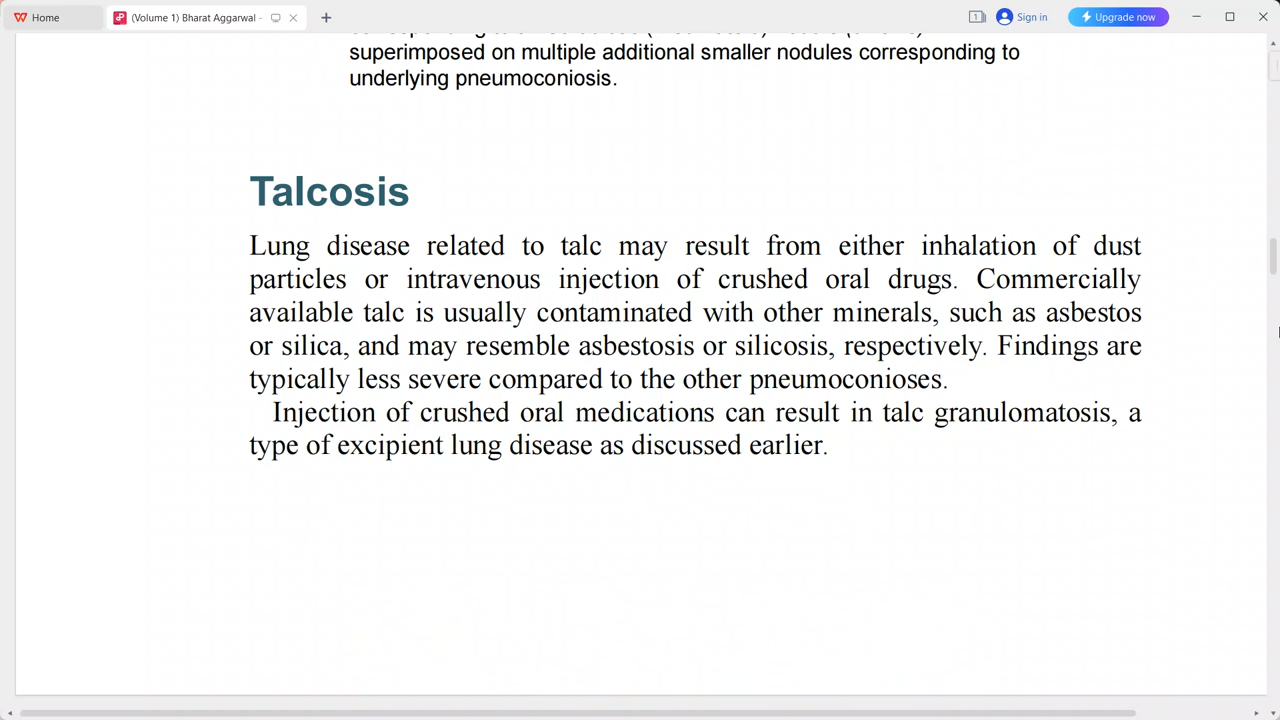 Home
(Volume 1) Bharat Aggarwal -
1
Sign in
Upgrade now
superimposed on multiple additional smaller nodules corresponding to
underlying pneumoconiosis.
Talcosis
Lung disease related to talc may result from either inhalation of dust
particles or intravenous injection of crushed oral drugs. Commercially
available talc is usually contaminated with other minerals, such as asbestos
or silica, and may resemble asbestosis or silicosis, respectively. Findings are
typically less severe compared to the other pneumoconioses.
Injection of crushed oral medications can result in talc granulomatosis, a
type of excipient lung disease as discussed earlier.